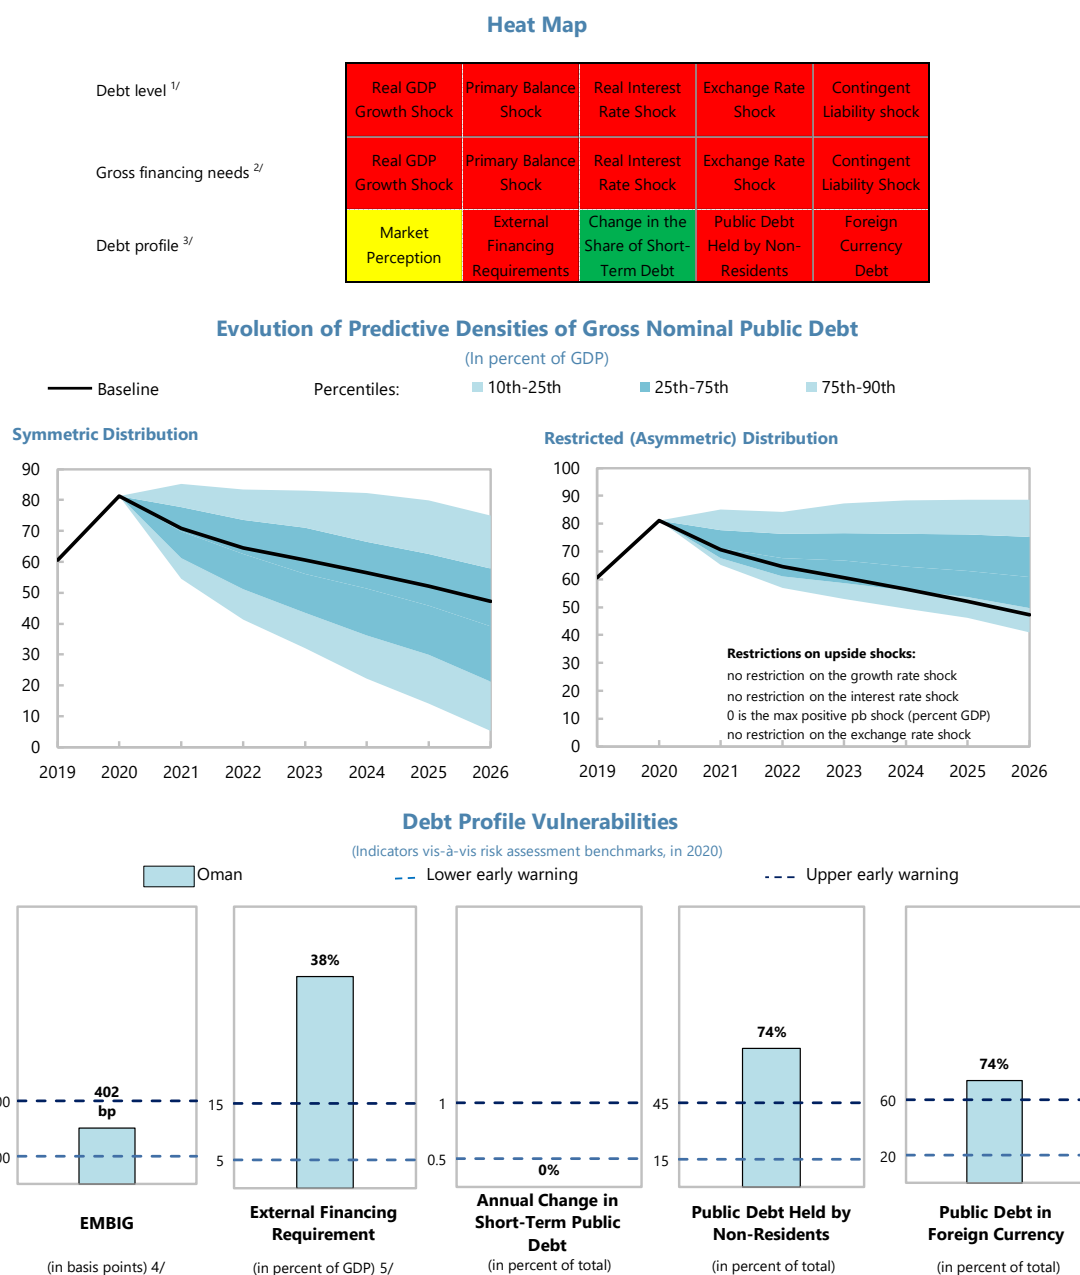 Heat Map
Debt level 1/
Real GDP Growth Shock
Primary Balance Shock
Real Interest Rate Shock
Exchange Rate Shock
Contingent Liability shock
Gross financing needs 2/
Real GDP Growth Shock
Primary Balance Shock
Real Interest Rate Shock
Exchange Rate Shock
Contingent Liability Shock
Debt profile 3/
Market Perception
External Financing Requirements
Change in the Share of Short-Term Debt
Public Debt Held by Non-Residents
Foreign Currency Debt
Evolution of Predictive Densities of Gross Nominal Public Debt
(In percent of GDP)
Baseline
Percentiles:
10th-25th
25th-75th
75th-90th
Symmetric Distribution
90
80
70
60
50
40
30
20
10
0
2019 2020 2021 2022 2023 2024 2025 2026
Restricted (Asymmetric) Distribution
100
90
80
70
60
50
40
30
20
10
0
Restrictions on upside shocks:
no restriction on the growth rate shock
no restriction on the interest rate shock
0 is the max positive pb shock (percent GDP)
no restriction on the exchange rate shock
2019 2020 2021 2022 2023 2024 2025 2026
Debt Profile Vulnerabilities
(Indicators vis-à-vis risk assessment benchmarks, in 2020)
Oman
Lower early warning
Upper early warning
402
bp
EMBIG
(in basis points) 4/
38%
15
5
External Financing
Requirement
(in percent of GDP) 5/
1
0.5
0%
Annual Change in
Short-Term Public
Debt
(in percent of total)
74%
45
15
Public Debt Held by
Non-Residents
(in percent of total)
74%
60
20
Public Debt in
Foreign Currency
(in percent of total)